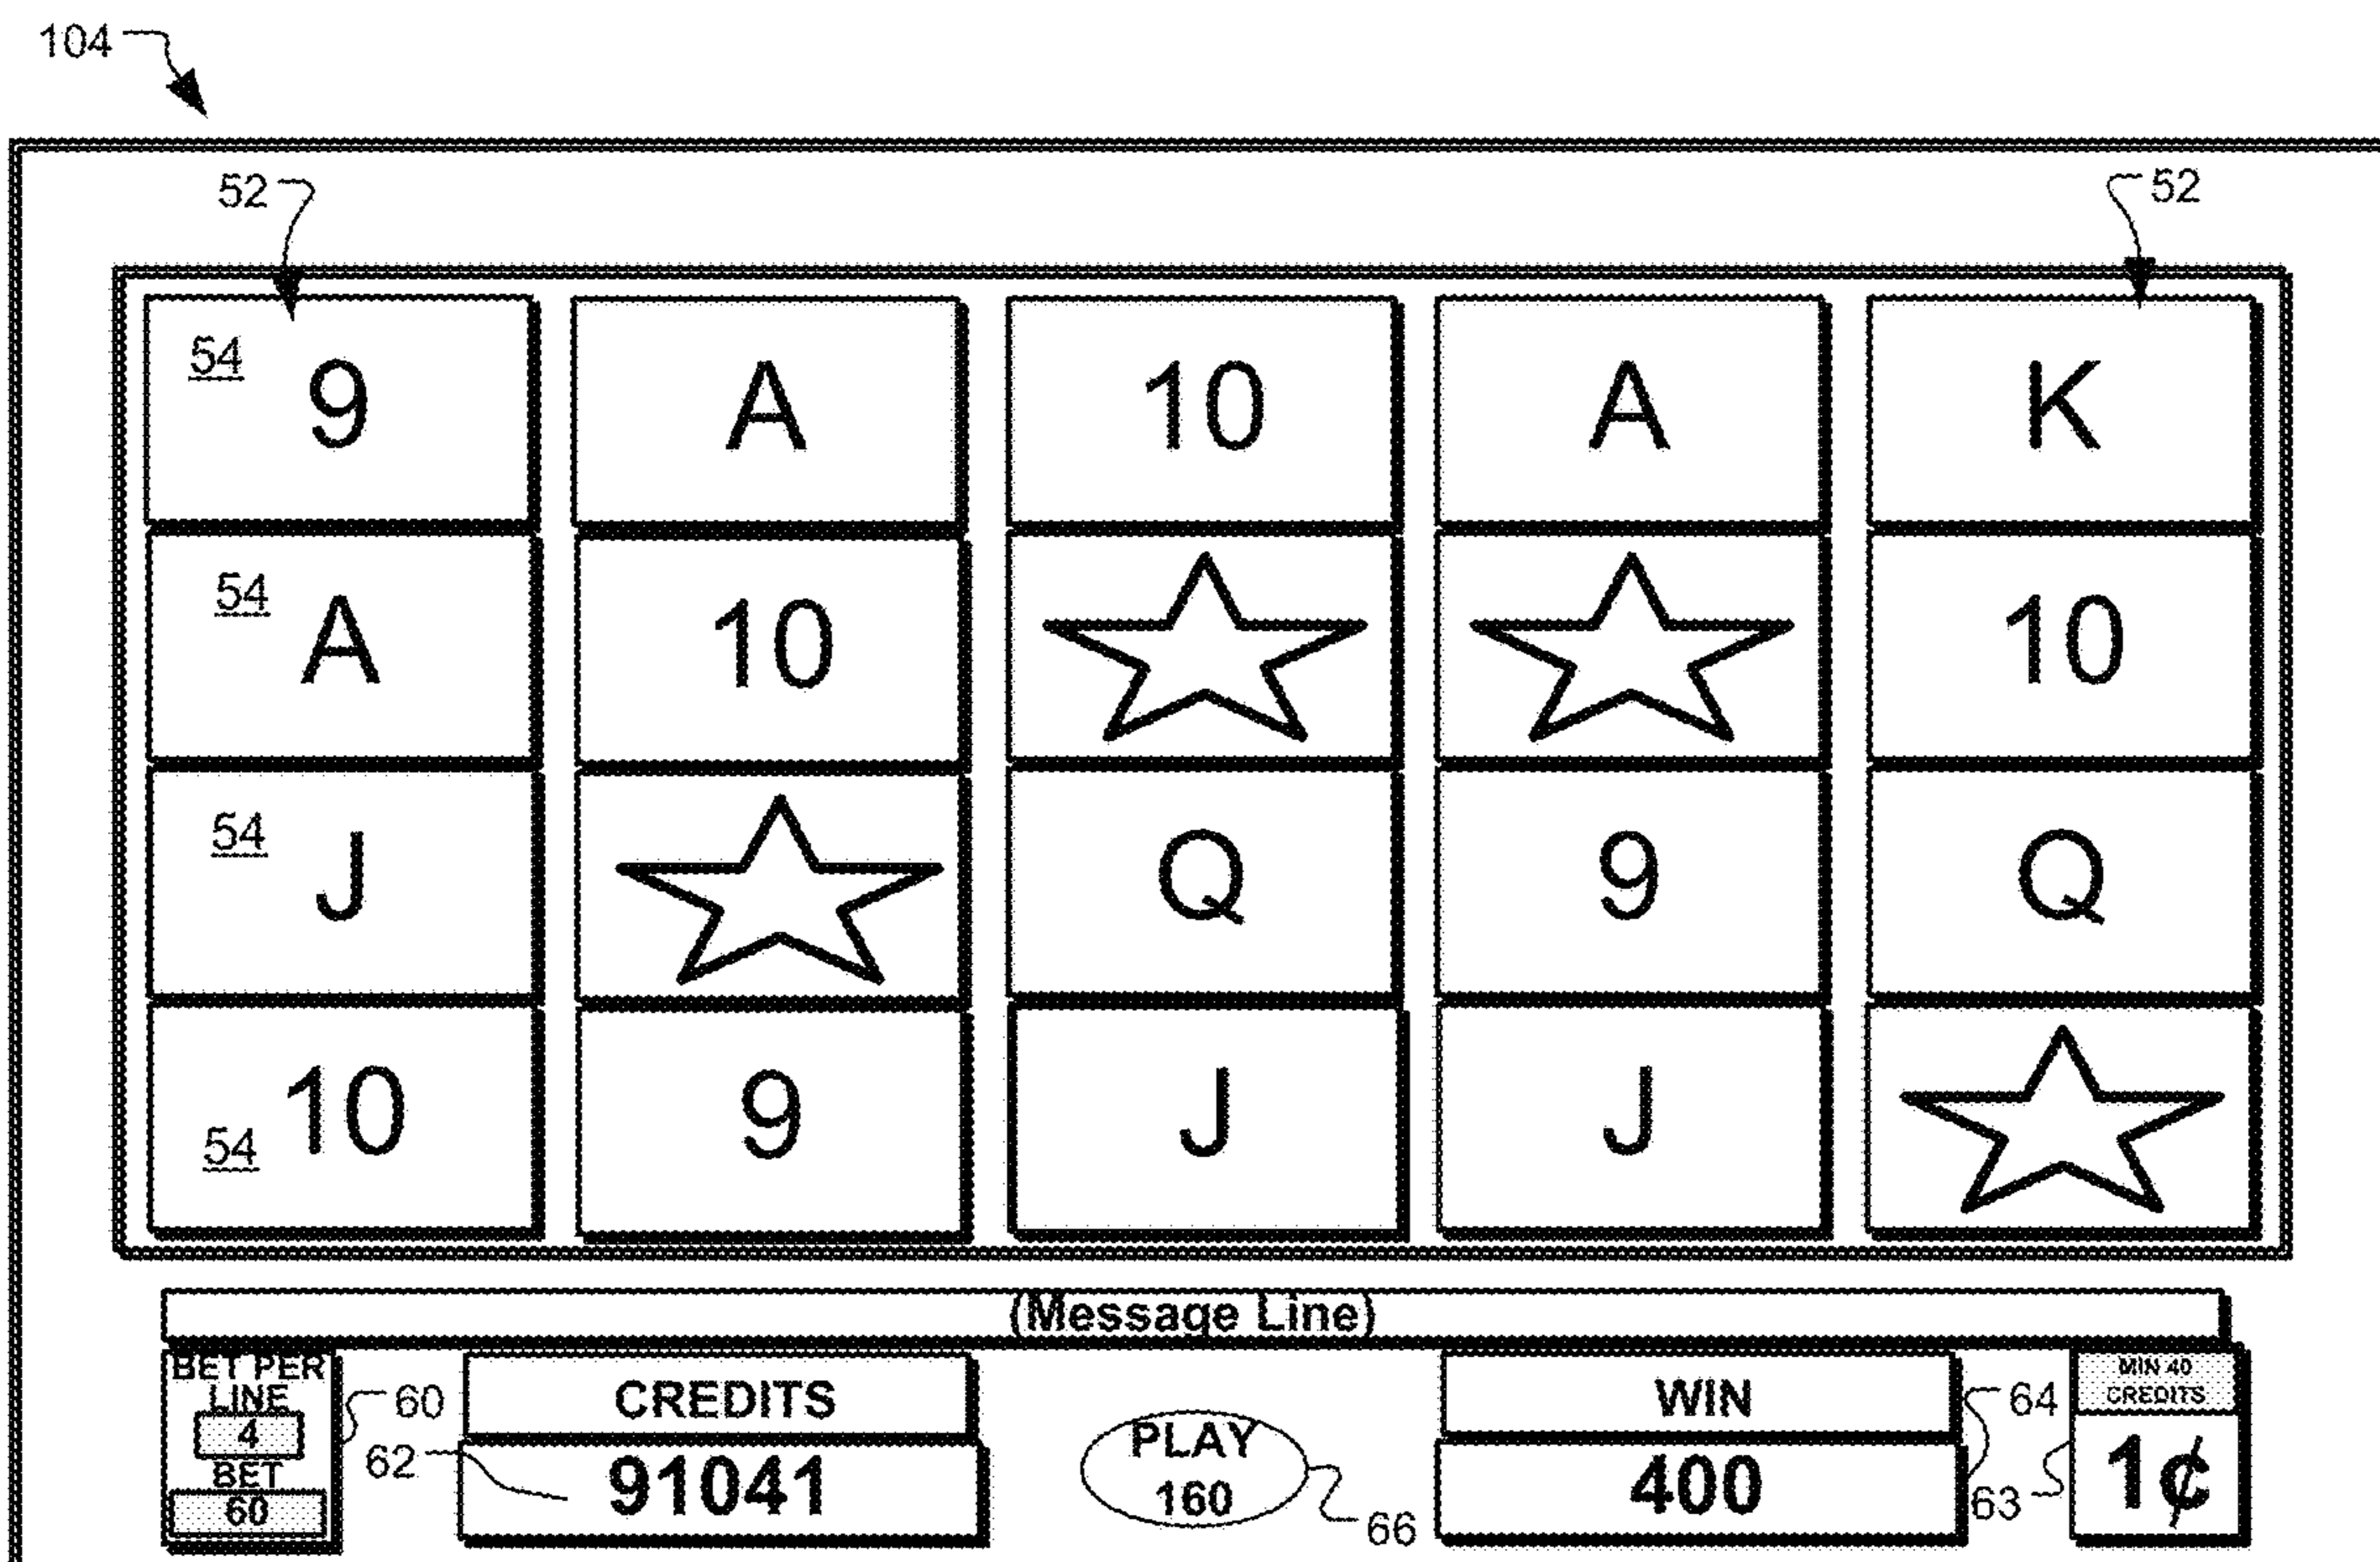 104
52 52
54 9 A 10 A K
54 A 10 10
54 J Q 9 Q
54 10 9 J J
(Message Line)
BET PER
LINE
4
BET
60
60
CREDITS
62
91041
PLAY
160
66
WIN
400
64
63
MIN 40
CREDITS
1¢